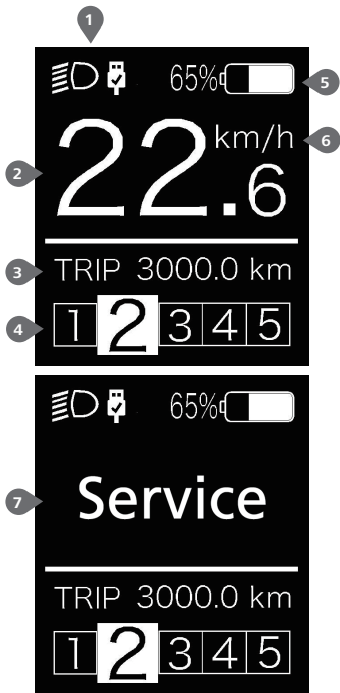 1
65%
5
km/h
6
22.6
2
3
TRIP 3000.0 km
4
1 2 3 4 5
65%
7
Service
TRIP 3000.0 km
1 2 3 4 5